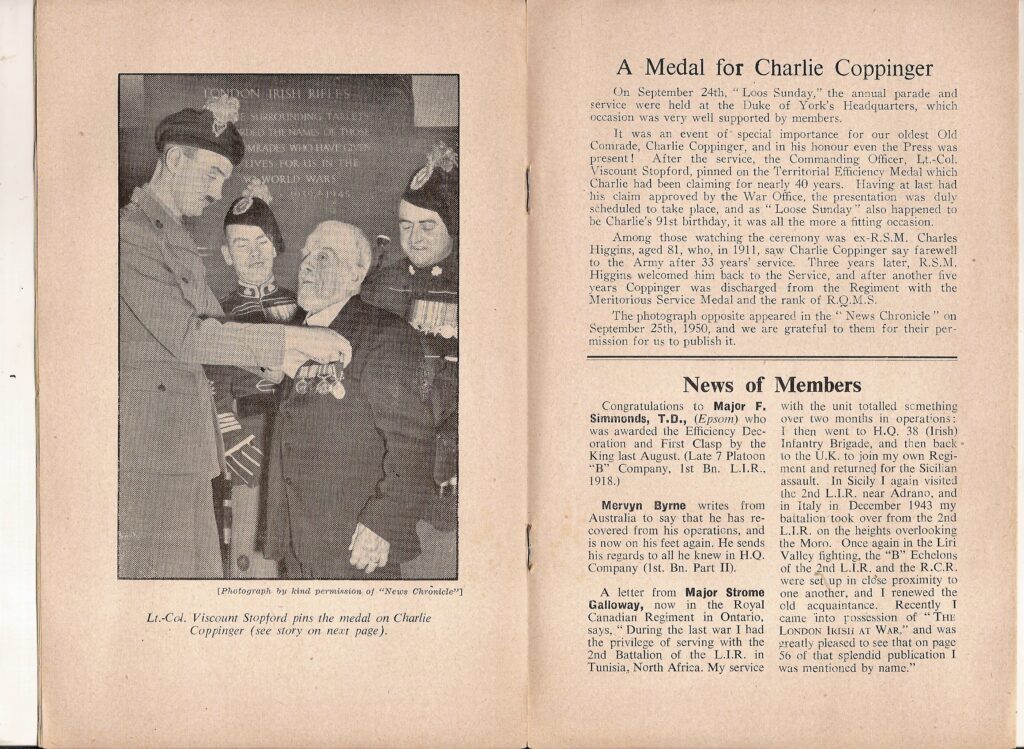 LONDON IRISH RIFLES
E SURROUNDING TABLE
RDED THE NAMES OF THOSE
MRADES WHO HAVE GIVEN
LIVES FOR US IN THE
WO WORLD WARS
1945
[Photograph by kind permission of "News Chronicle"]
Lt.-Col. Viscount Stopford pins the medal on Charlie
Coppinger (see story on next page).
A Medal for Charlie Coppinger
On September 24th, "Loos Sunday," the annual parade and
service were held at the Duke of York's Headquarters, which
occasion was very well supported by members.
It was an event of special importance for our oldest Old
Comrade, Charlie Coppinger, and in his honour even the Press was
present! After the service, the Commanding Officer, Lt.-Col.
Viscount Stopford, pinned on the Territorial Efficiency Medal which
Charlie had been claiming for nearly 40 years. Having at last had
his claim approved by the War Office, the presentation was duly
scheduled to take place, and as "Loose Sunday" also happened to
be Charlie's 91st birthday, it was all the more a fitting occasion.
Among those watching the ceremony was ex-R.S.M. Charles
Higgins, aged 81, who, in 1911, saw Charlie Coppinger say farewell
to the Army after 33 years' service. Three years later, R.S.M.
Higgins welcomed him back to the Service, and after another five
years Coppinger was discharged from the Regiment with the
Meritorious Service Medal and the rank of R.Q.M.S.
The photograph opposite appeared in the "News Chronicle" on
September 25th, 1950, and we are grateful to them for their per-
mission for us to publish it.
News of Members
Congratulations to Major F.
Simmonds, T.D., (Epsom) who
was awarded the Efficiency Dec-
oration and First Clasp by the
King last August. (Late 7 Platoon
"B" Company, 1st Bn. L.I.R.,
1918.)
Mervyn Byrne writes from
Australia to say that he has re-
covered from his operations, and
is now on his feet again. He sends
his regards to all he knew in H.Q.
Company (1st. Bn. Part II).
A letter from Major Strome
Galloway, now in the Royal
Canadian Regiment in Ontario,
says, "During the last war I had
the privilege of serving with the
2nd Battalion of the L.I.R. in
Tunisia, North Africa. My service
with the unit totalled something
over two months in operations:
I then went to H.Q. 38 (Irish)
Infantry Brigade, and then back
to the U.K. to join my own Regi-
ment and returned for the Sicilian
assault. In Sicily I again visited
the 2nd L.I.R. near Adrano, and
in Italy in December 1943 my
battalion took over from the 2nd
L.I.R. on the heights overlooking
the Moro. Once again in the Liri
Valley fighting, the "B" Echelons
of the 2nd L.I.R. and the R.C.R.
were set up in close proximity to
one another, and I renewed the
old acquaintance. Recently I
came into possession of "THE
LONDON IRISH AT WAR," and was
greatly pleased to see that on page
56 of that splendid publication I
was mentioned by name."